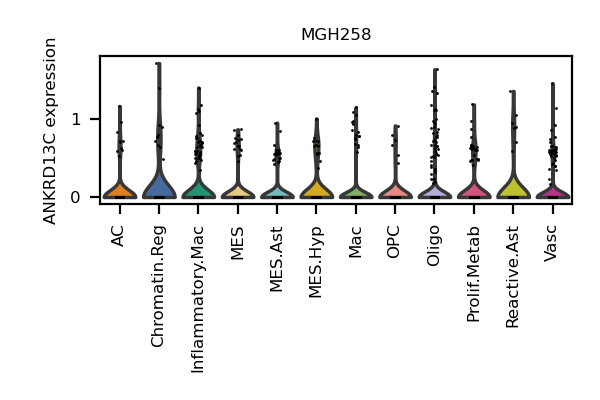 MGH258
ANKRD13C expression
1
0
AC
Chromatin.Reg
Inflammatory.Mac
MES
MES.Ast
MES.Hyp
Mac
OPC
Oligo
Prolif.Metab
Reactive.Ast
Vasc